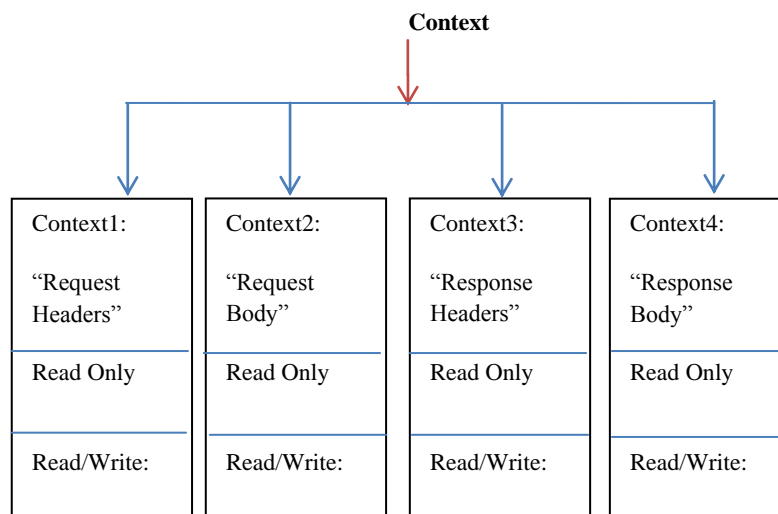 Context
Context1:
“Request
Headers”
Read Only
Read/Write:
Context2:
“Request
Body”
Read Only
Read/Write:
Context3:
“Response
Headers”
Read Only
Read/Write:
Context4:
“Response
Body”
Read Only
Read/Write: